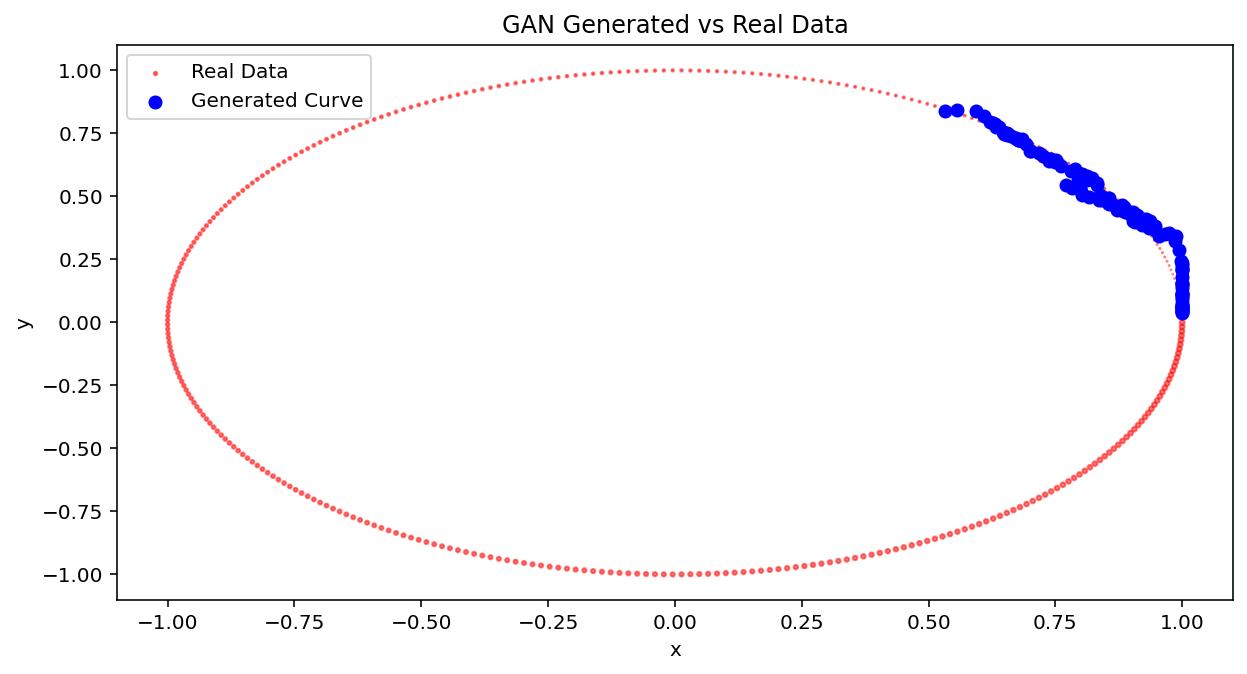 GAN Generated vs Real Data
Real Data
Generated Curve
1.00
0.75
0.50
0.25
0.00
−0.25
−0.50
−0.75
−1.00
y
−1.00 −0.75 −0.50 −0.25 0.00 0.25 0.50 0.75 1.00
x